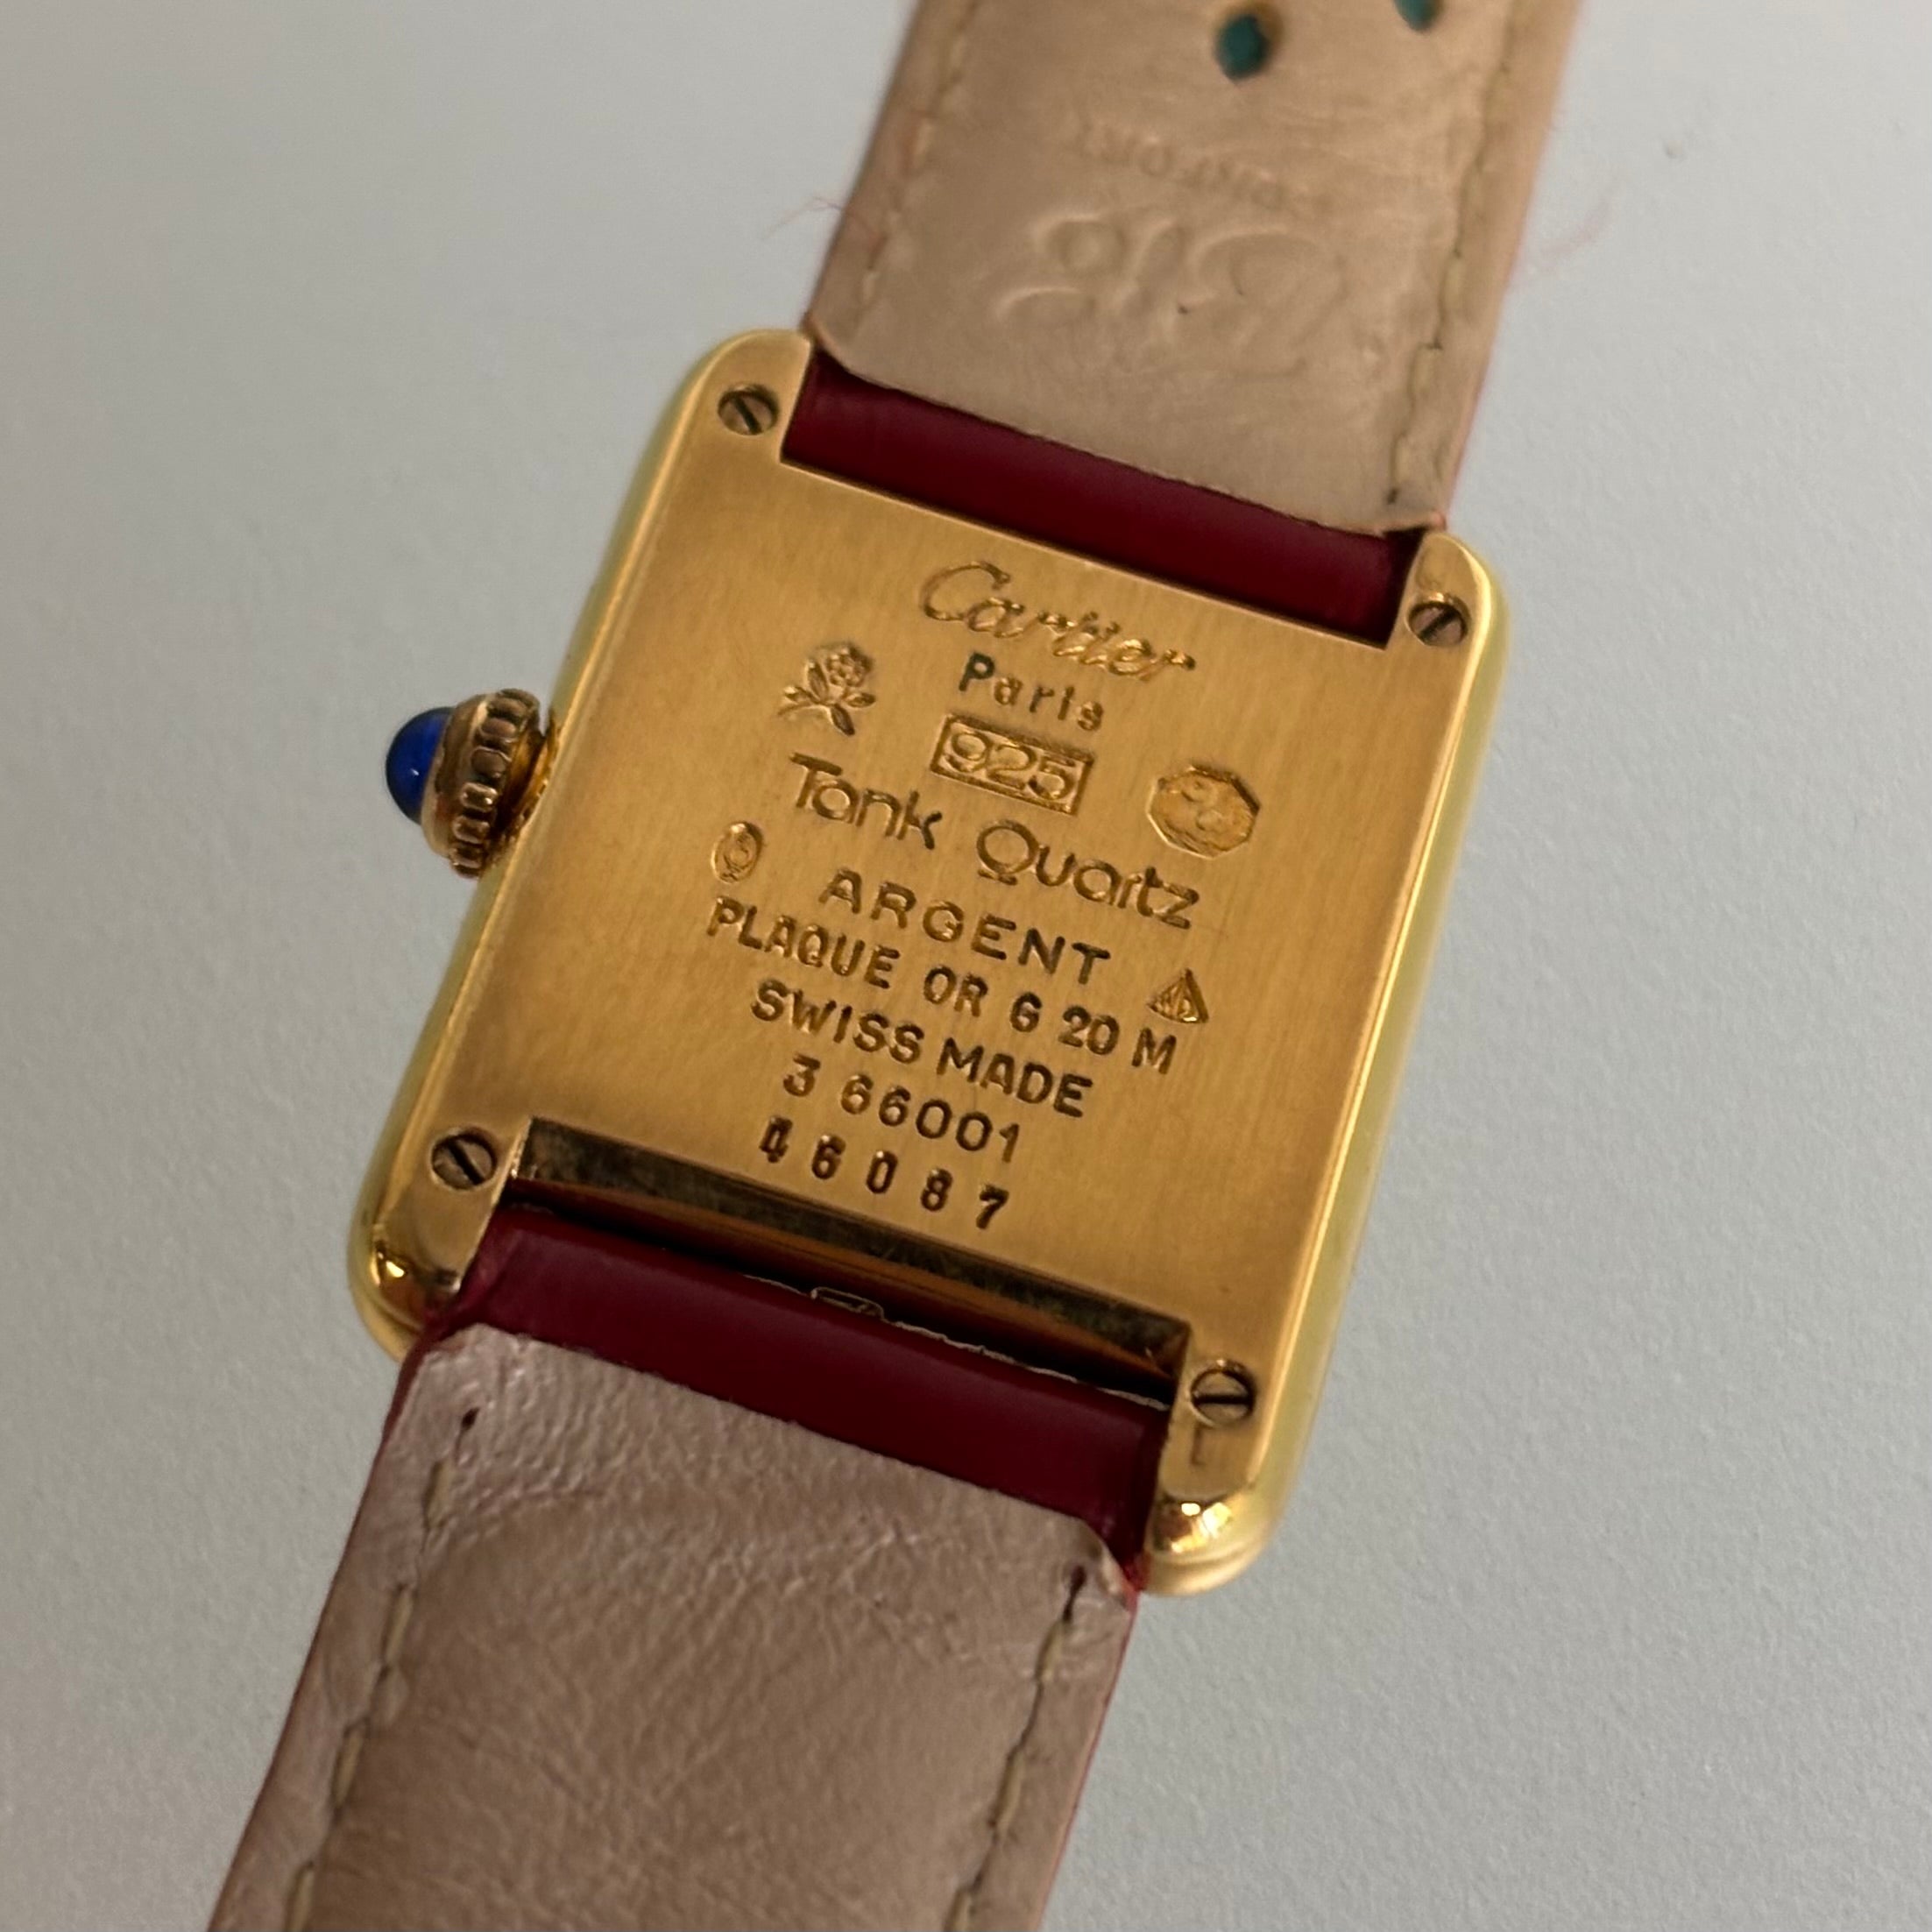 Cartier
Paris
925
Tank Quartz
ARGENT
PLAQUE OR G 20 M
SWISS MADE
3 66001
46087
L